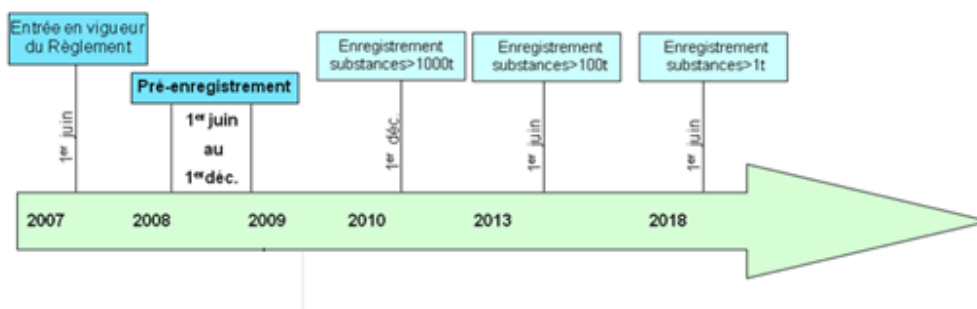 Entrée en vigueur
du Règlement
Pré-enregistrement
Enregistrement
substances>1000t
Enregistrement
substances>100t
Enregistrement
substances>1t
1er juin
1er juin
au
1er déc.
1er déc.
1er juin
1er juin
2007
2008
2009
2010
2013
2018